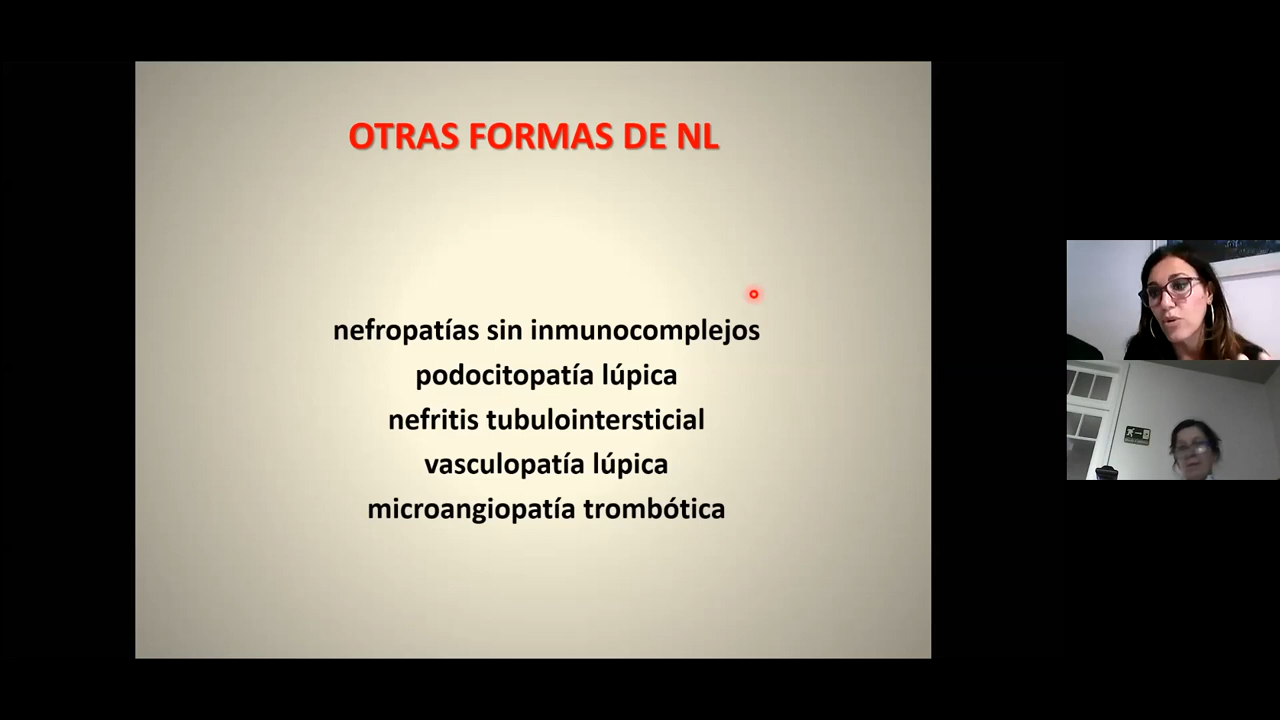 OTRAS FORMAS DE NL
nefropatías sin inmunocomplejos
podocitopatía lúpica
nefritis tubulointersticial
vasculopatía lúpica
microangiopatía trombótica